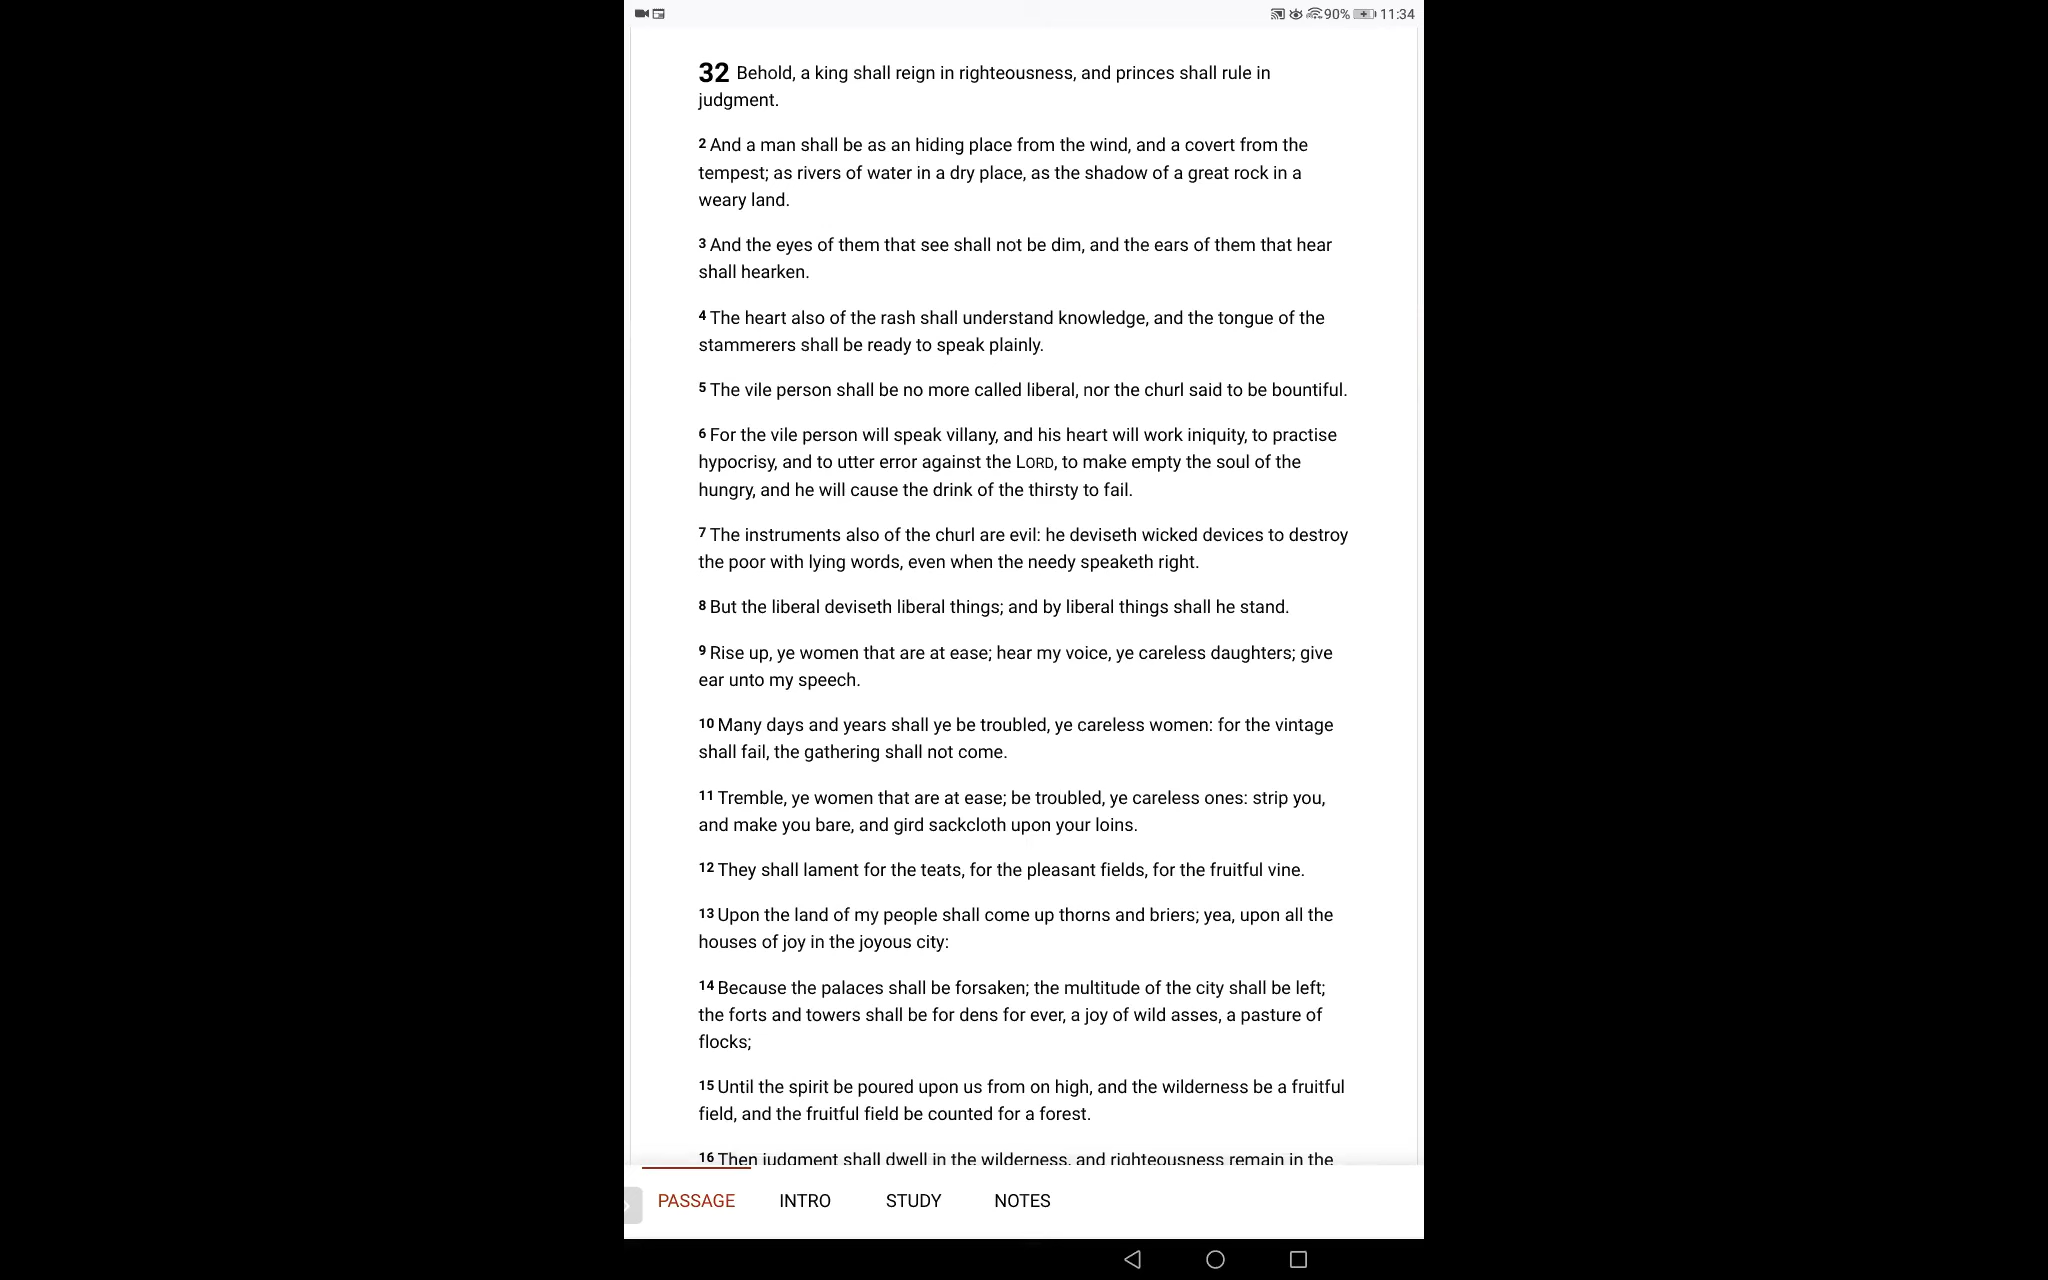 90% 11:34
32 Behold, a king shall reign in righteousness, and princes shall rule in
judgment.
2 And a man shall be as an hiding place from the wind, and a covert from the
tempest; as rivers of water in a dry place, as the shadow of a great rock in a
weary land.
3 And the eyes of them that see shall not be dim, and the ears of them that hear
shall hearken.
4 The heart also of the rash shall understand knowledge, and the tongue of the
stammerers shall be ready to speak plainly.
5 The vile person shall be no more called liberal, nor the churl said to be bountiful.
6 For the vile person will speak villany, and his heart will work iniquity, to practise
hypocrisy, and to utter error against the LORD, to make empty the soul of the
hungry, and he will cause the drink of the thirsty to fail.
7 The instruments also of the churl are evil: he deviseth wicked devices to destroy
the poor with lying words, even when the needy speaketh right.
8 But the liberal deviseth liberal things; and by liberal things shall he stand.
9 Rise up, ye women that are at ease; hear my voice, ye careless daughters; give
ear unto my speech.
10 Many days and years shall ye be troubled, ye careless women: for the vintage
shall fail, the gathering shall not come.
11 Tremble, ye women that are at ease; be troubled, ye careless ones: strip you,
and make you bare, and gird sackcloth upon your loins.
12 They shall lament for the teats, for the pleasant fields, for the fruitful vine.
13 Upon the land of my people shall come up thorns and briers; yea, upon all the
houses of joy in the joyous city:
14 Because the palaces shall be forsaken; the multitude of the city shall be left;
the forts and towers shall be for dens for ever, a joy of wild asses, a pasture of
flocks;
15 Until the spirit be poured upon us from on high, and the wilderness be a fruitful
field, and the fruitful field be counted for a forest.
16 Then judgment shall dwell in the wilderness, and righteousness remain in the
PASSAGE INTRO STUDY NOTES